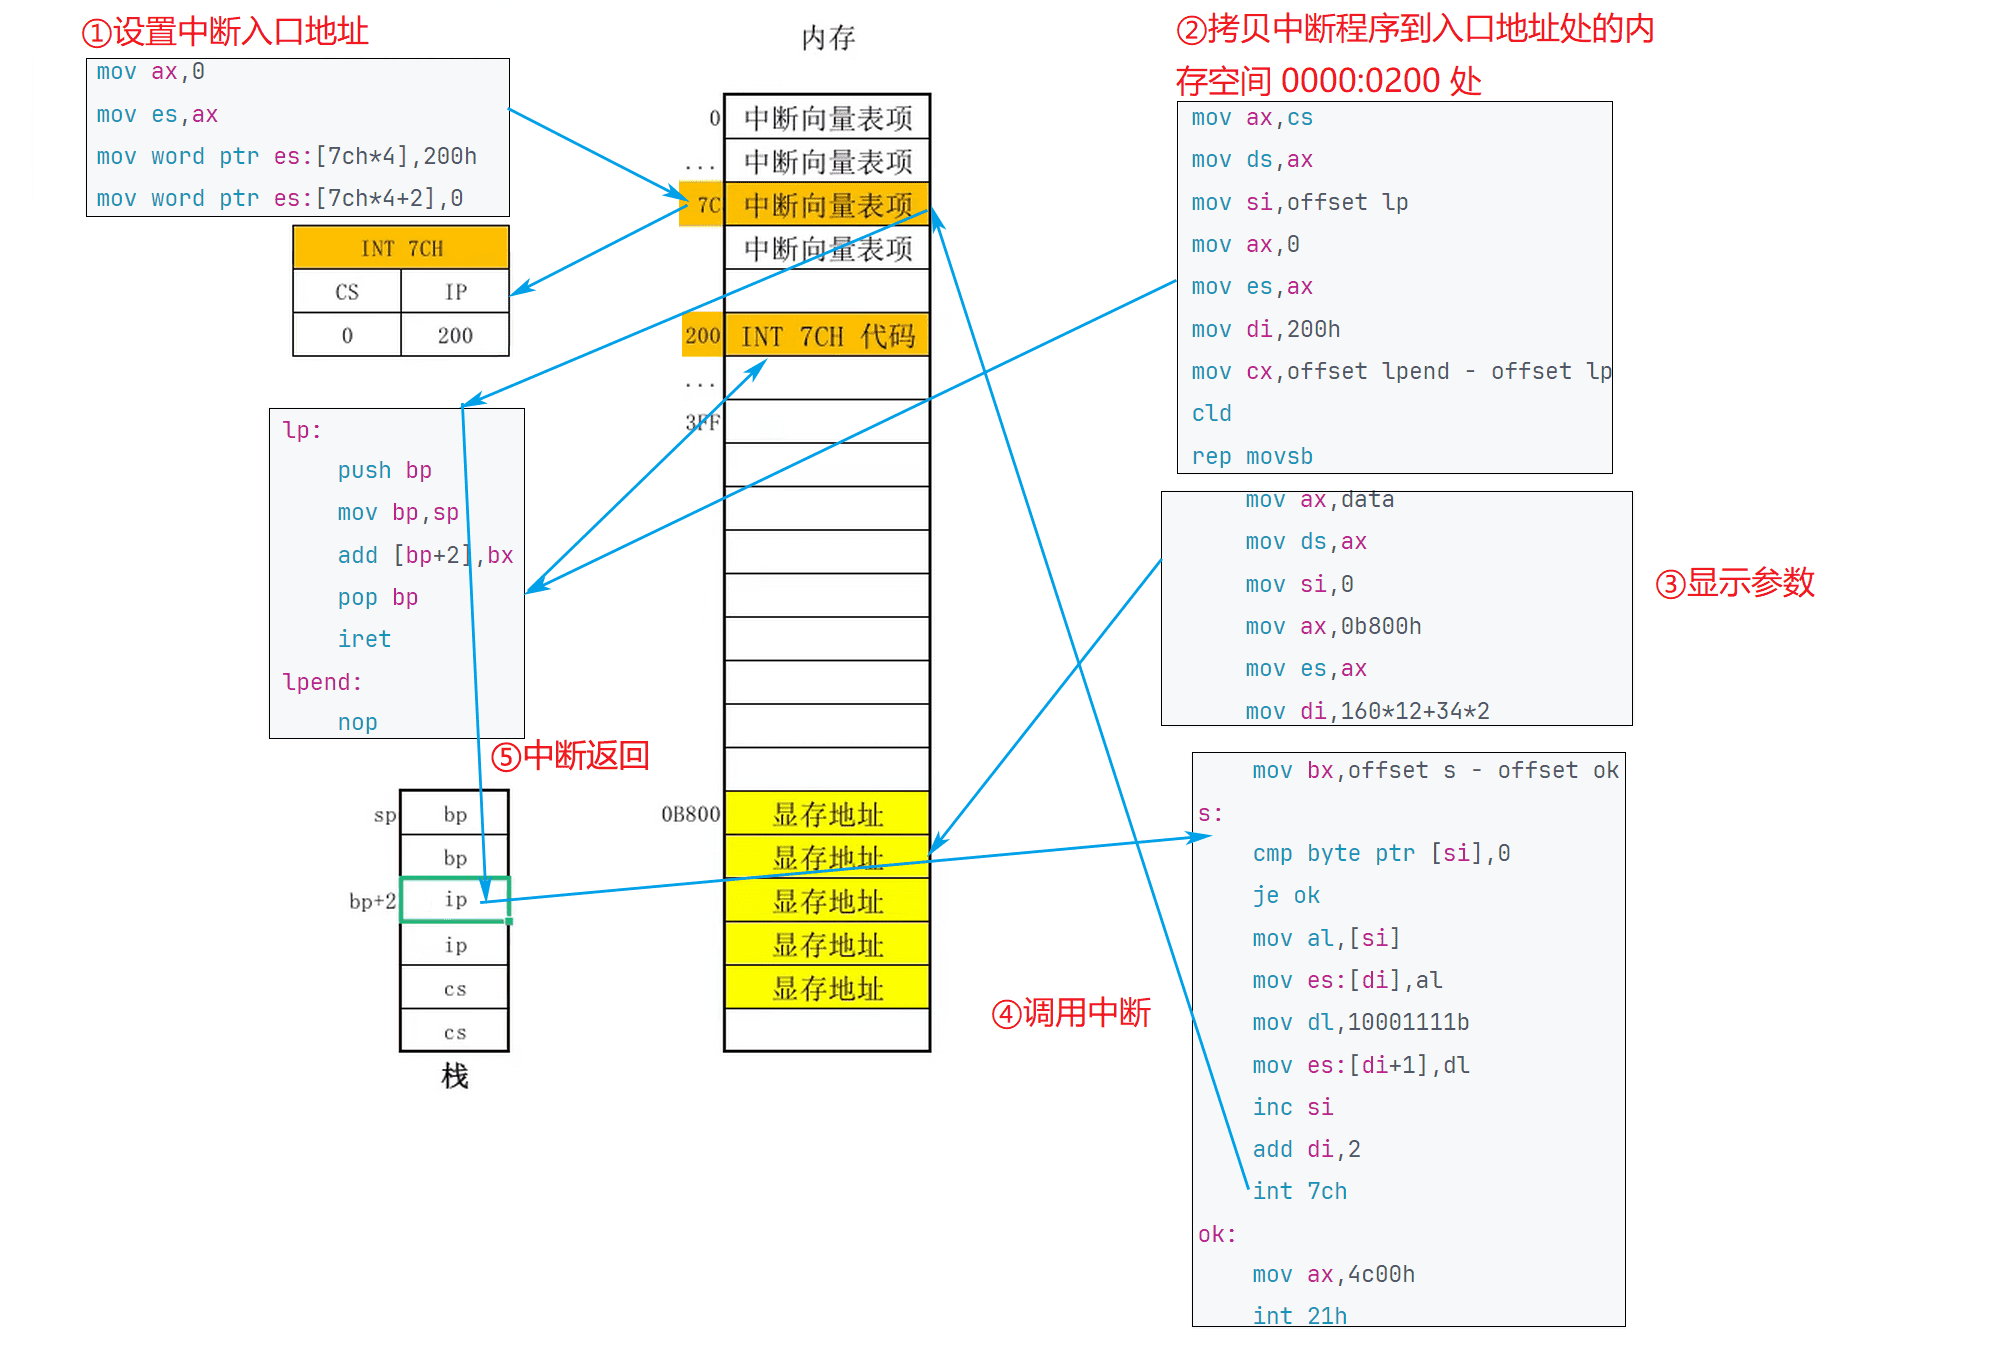 ①设置中断入口地址
mov ax,0
mov es,ax
mov word ptr es:[7ch*4],200h
mov word ptr es:[7ch*4+2],0
INT 7CH
CS
IP
0
200
lp:
push bp
mov bp,sp
add [bp+2],bx
pop bp
iret
lpend:
nop
⑤中断返回
sp
bp
bp
bp+2
ip
ip
cs
cs
栈
内存
0
中断向量表项
...
中断向量表项
7C
中断向量表项
中断向量表项
200
INT 7CH 代码
...
3FF
0B800
显存地址
显存地址
显存地址
显存地址
显存地址
②拷贝中断程序到入口地址处的内
存空间 0000:0200 处
mov ax,cs
mov ds,ax
mov si,offset lp
mov ax,0
mov es,ax
mov di,200h
mov cx,offset lpend - offset lp
cld
rep movsb
mov ax,data
mov ds,ax
mov si,0
mov ax,0b800h
mov es,ax
mov di,160*12+34*2
③显示参数
④调用中断
mov bx,offset s - offset ok
s:
cmp byte ptr [si],0
je ok
mov al,[si]
mov es:[di],al
mov dl,10001111b
mov es:[di+1],dl
inc si
add di,2
int 7ch
ok:
mov ax,4c00h
int 21h